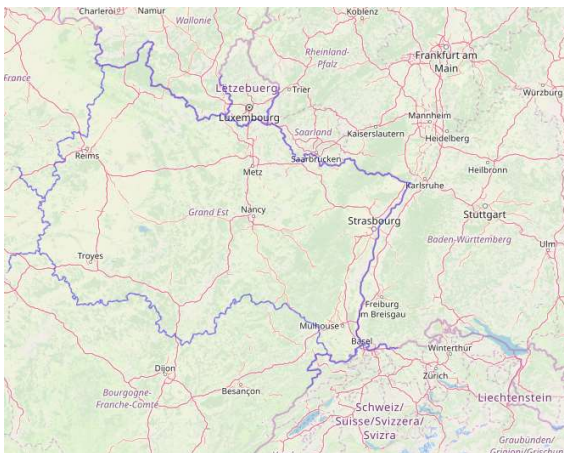 Charleroi
Namur
Wallonie
Koblenz
Rheinland-
Pfalz
Frankfurt am
Main
France
Lëtzebuerg
Trier
Würzburg
Luxembourg
Mannheim
Saarland
Kaiserslautern
Heidelberg
Reims
Saarbrücken
Heilbronn
Metz
Karlsruhe
Grand Est
Nancy
Strasbourg
Stuttgart
Baden-Württemberg
Ulm
Troyes
Freiburg
im Breisgau
Mulhouse
Basel
Winterthur
Dijon
Zürich
Besançon
Bourgogne-
Franche-Comté
Liechtenstein
Schweiz/
Suisse/Svizzera/
Svizra
Graubünden/